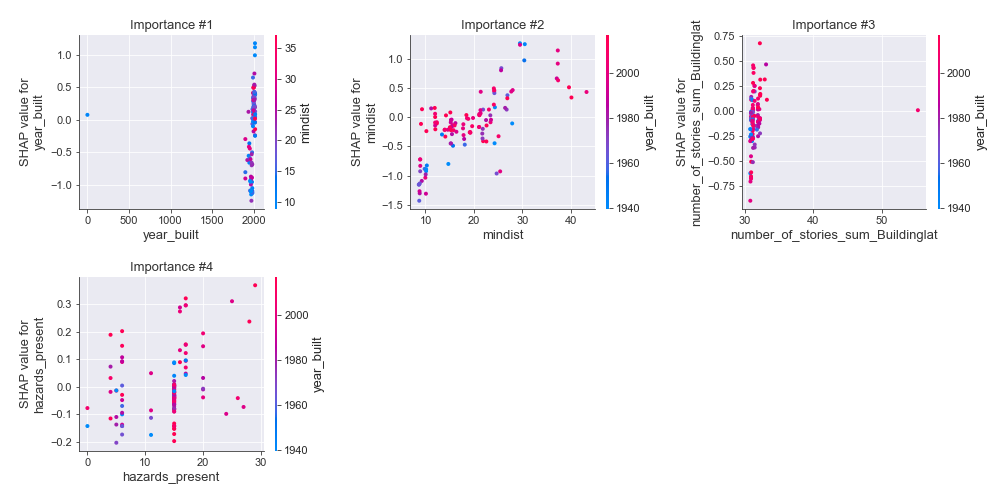 Importance #1
1.0
0.5
0.0
−0.5
−1.0
0
500
1000
1500
2000
year_built
SHAP value for
year_built
35
30
25
20
15
10
mindist
Importance #2
1.0
0.5
0.0
−0.5
−1.0
−1.5
10
20
30
40
mindist
SHAP value for
mindist
2000
1980
1960
1940
year_built
Importance #3
0.75
0.50
0.25
0.00
−0.25
−0.50
−0.75
30
40
50
number_of_stories_sum_Buildinglat
SHAP value for
number_of_stories_sum_Buildinglat
2000
1980
1960
1940
year_built
Importance #4
0.3
0.2
0.1
0.0
−0.1
−0.2
0
10
20
30
hazards_present
SHAP value for
hazards_present
2000
1980
1960
1940
year_built